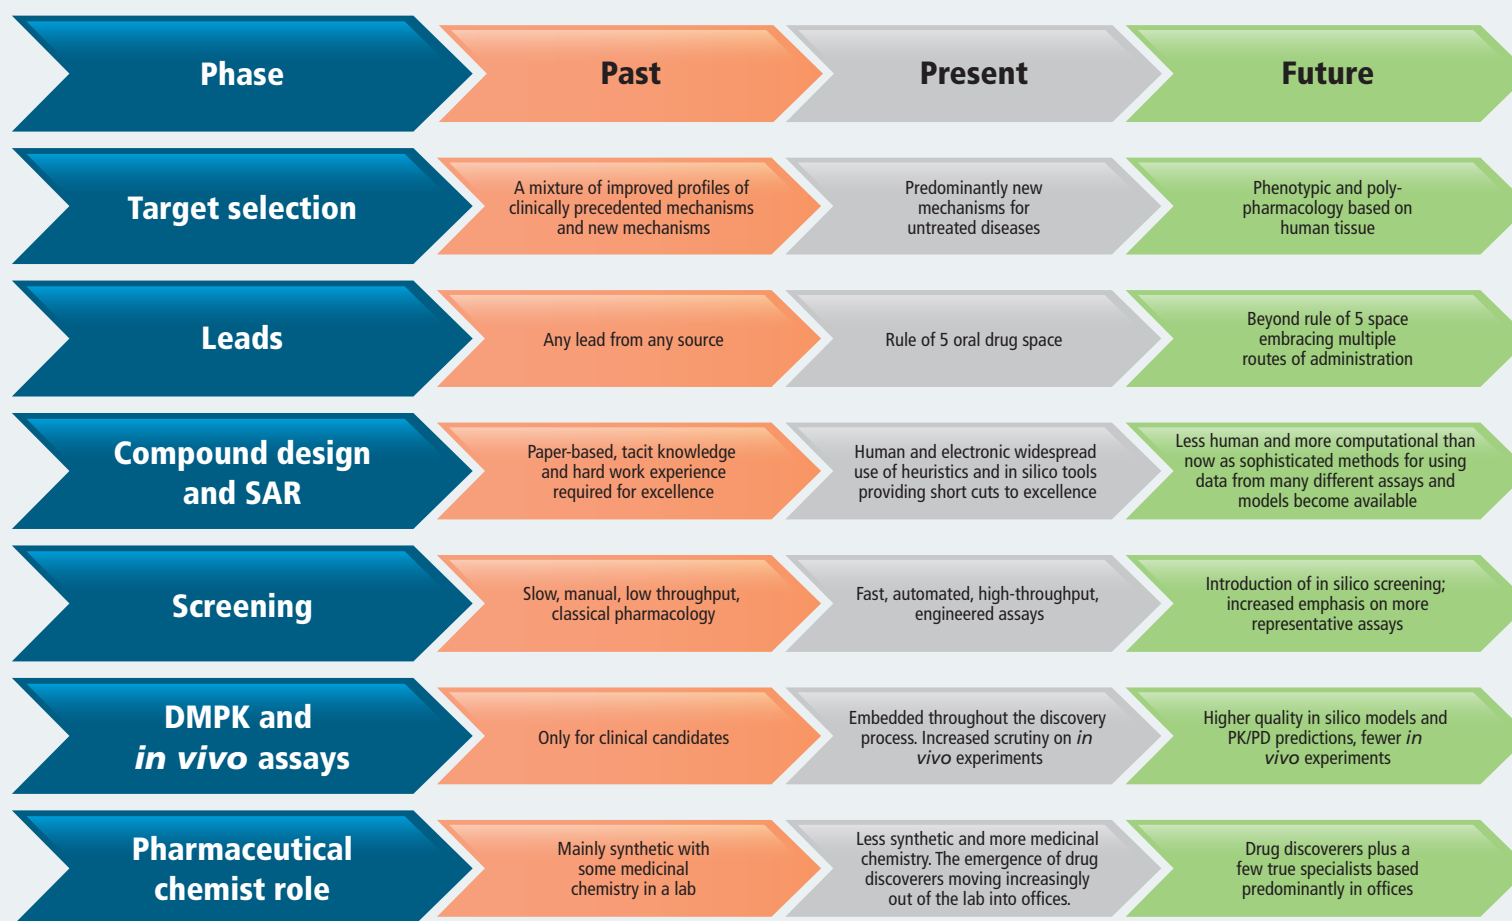 Phase
Past
Present
Future
Target selection
A mixture of improved profiles of
clinically precedented mechanisms
and new mechanisms
Predominantly new
mechanisms for
untreated diseases
Phenotypic and poly-
pharmacology based on
human tissue
Leads
Any lead from any source
Rule of 5 oral drug space
Beyond rule of 5 space
embracing multiple
routes of administration
Compound design
and SAR
Paper-based, tacit knowledge
and hard work experience
required for excellence
Human and electronic widespread
use of heuristics and in silico tools
providing short cuts to excellence
Less human and more computational than
now as sophisticated methods for using
data from many different assays and
models become available
Screening
Slow, manual, low throughput,
classical pharmacology
Fast, automated, high-throughput,
engineered assays
Introduction of in silico screening;
increased emphasis on more
representative assays
DMPK and
in vivo assays
Only for clinical candidates
Embedded throughout the discovery
process. Increased scrutiny on in
vivo experiments
Higher quality in silico models and
PK/PD predictions, fewer in
vivo experiments
Pharmaceutical
chemist role
Mainly synthetic with
some medicinal
chemistry in a lab
Less synthetic and more medicinal
chemistry. The emergence of drug
discoverers moving increasingly
out of the lab into offices.
Drug discoverers plus a
few true specialists based
predominantly in offices